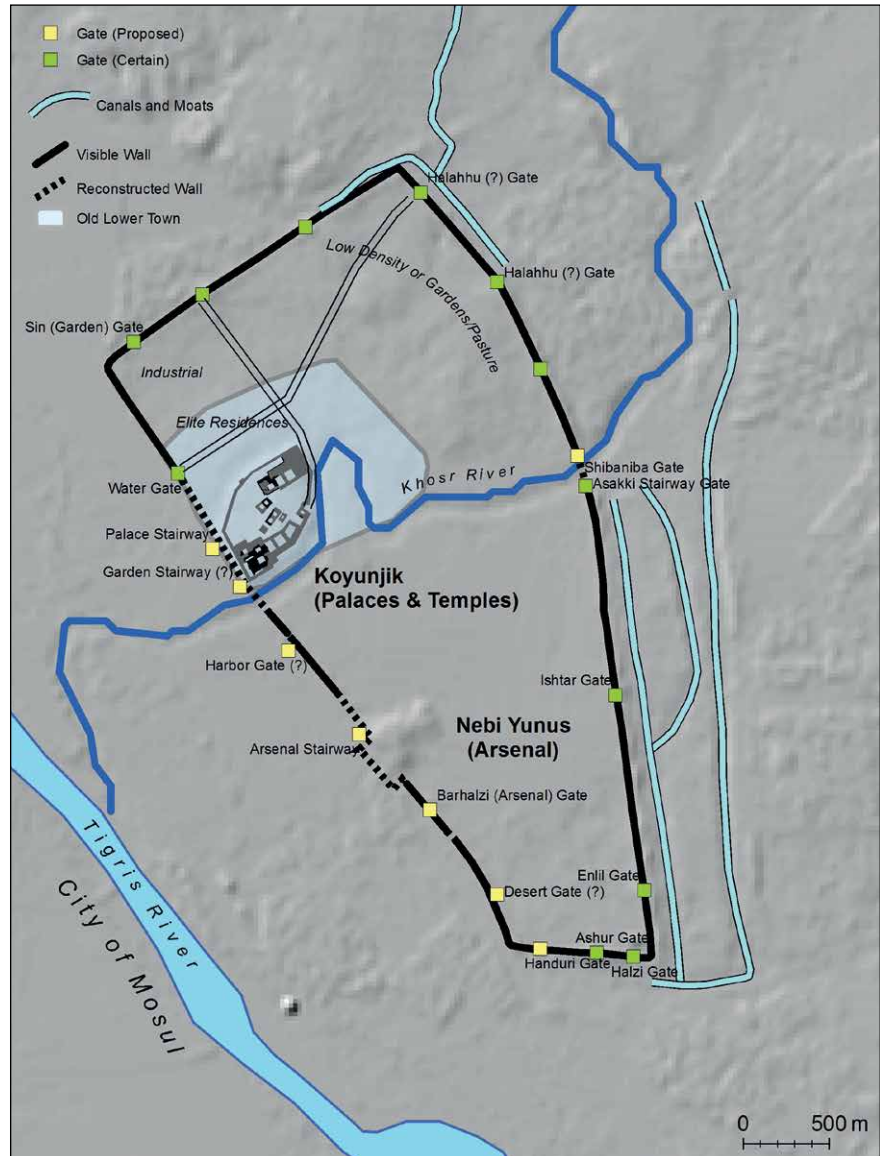 Gate (Proposed)
Gate (Certain)
Canals and Moats
Visible Wall
Reconstructed Wall
Old Lower Town
Halahhu (?) Gate
Low Density or Gardens/Pasture
Halahhu (?) Gate
Sin (Garden) Gate
Industrial
Elite Residences
Khosr River
Shibaniba Gate
Asakki Stairway Gate
Water Gate
Palace Stairway
Garden Stairway (?)
Koyunjik
(Palaces & Temples)
Harbor Gate (?)
Ishtar Gate
Nebi Yunus
(Arsenal)
Arsenal Stairway
Barhalzi (Arsenal) Gate
Tigris River
City of Mosul
Enlil Gate
Desert Gate (?)
Ashur Gate
Handuri Gate
Halzi Gate
0 500 m